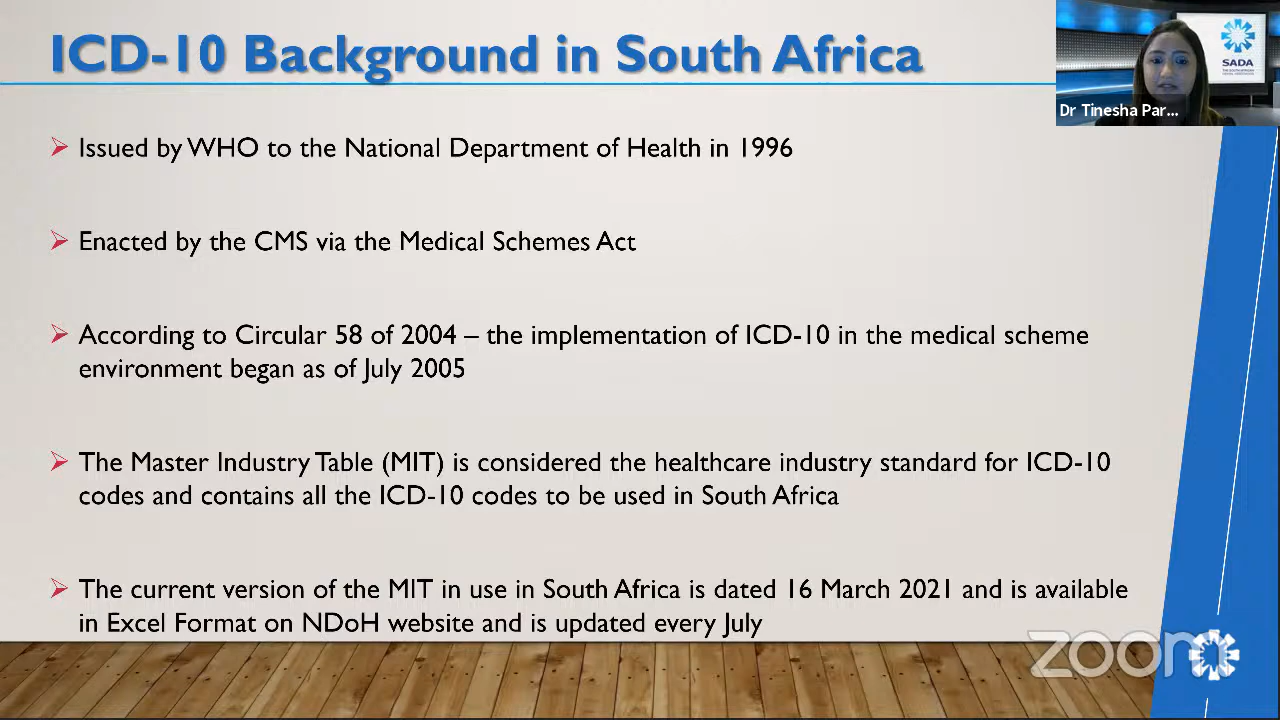 ICD-10 Background in South Africa
SADA
Dr Tinesha Par...
Issued by WHO to the National Department of Health in 1996
Enacted by the CMS via the Medical Schemes Act
According to Circular 58 of 2004 – the implementation of ICD-10 in the medical scheme
environment began as of July 2005
The Master Industry Table (MIT) is considered the healthcare industry standard for ICD-10
codes and contains all the ICD-10 codes to be used in South Africa
The current version of the MIT in use in South Africa is dated 16 March 2021 and is available
in Excel Format on NDoH website and is updated every July
zoom